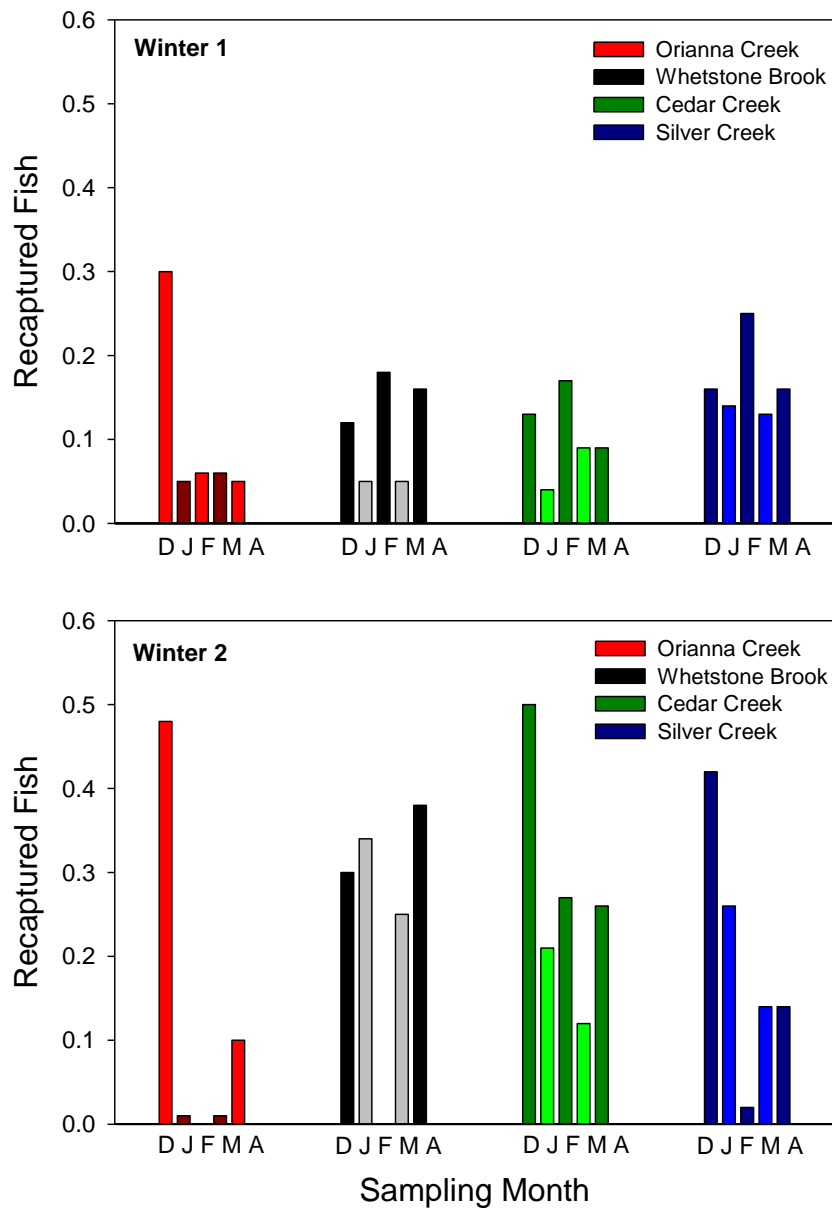 0.6
Winter 1
Orianna Creek
Whetstone Brook
Cedar Creek
Silver Creek
0.5
0.4
0.3
0.2
0.1
0.0
Recaptured Fish
D J F M A D J F M A D J F M A D J F M A
0.6
Winter 2
Orianna Creek
Whetstone Brook
Cedar Creek
Silver Creek
0.5
0.4
0.3
0.2
0.1
0.0
Recaptured Fish
D J F M A D J F M A D J F M A D J F M A
Sampling Month